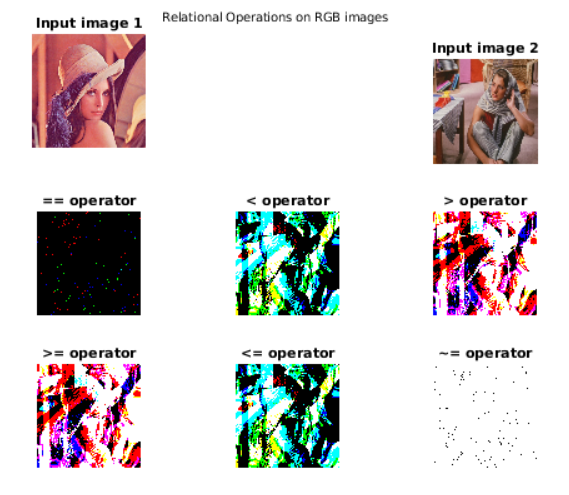 Relational Operations on RGB images
Input image 1
Input image 2
== operator
< operator
> operator
>= operator
<= operator
~= operator